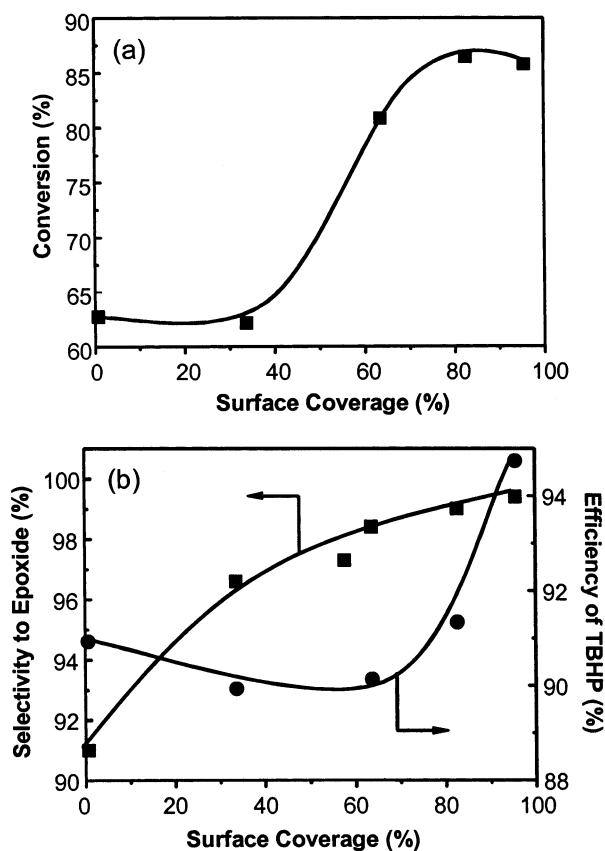 90
(a)
85
80
75
70
65
60
Conversion (%)
0 20 40 60 80 100
Surface Coverage (%)
(b)
100
98
96
94
92
90
Selectivity to Epoxide (%)
94
92
90
88
Efficiency of TBHP (%)
0 20 40 60 80 100
Surface Coverage (%)